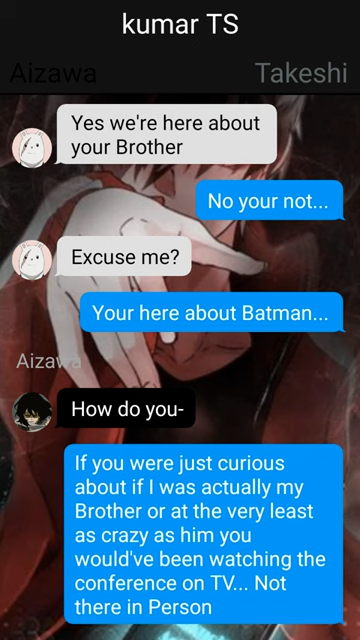 kumar TS
Aizawa
Takeshi
Yes we're here about
your Brother
No your not...
Excuse me?
Your here about Batman...
Aizawa
How do you-
If you were just curious
about if I was actually my
Brother or at the very least
as crazy as him you
would've been watching the
conference on TV... Not
there in Person